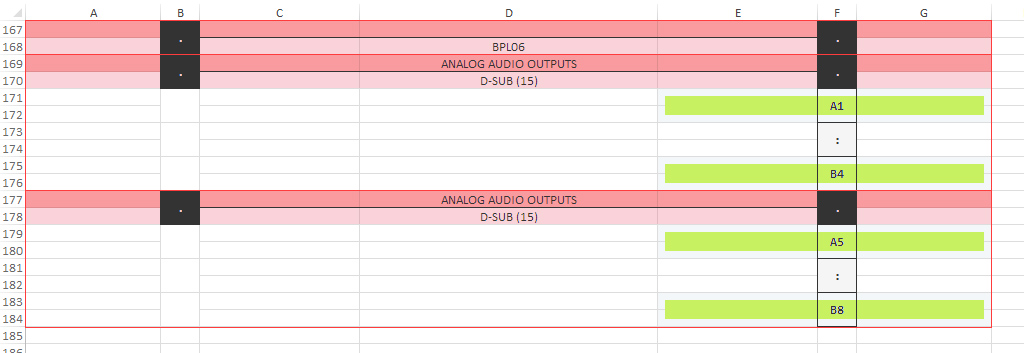 A B C D E F G
167
168 . BPL06 .
169 ANALOG AUDIO OUTPUTS
170 . D-SUB (15) .
171
172 A1
173
174 :
175
176 B4
177 ANALOG AUDIO OUTPUTS
178 . D-SUB (15) .
179
180 A5
181
182 :
183
184 B8
185
186